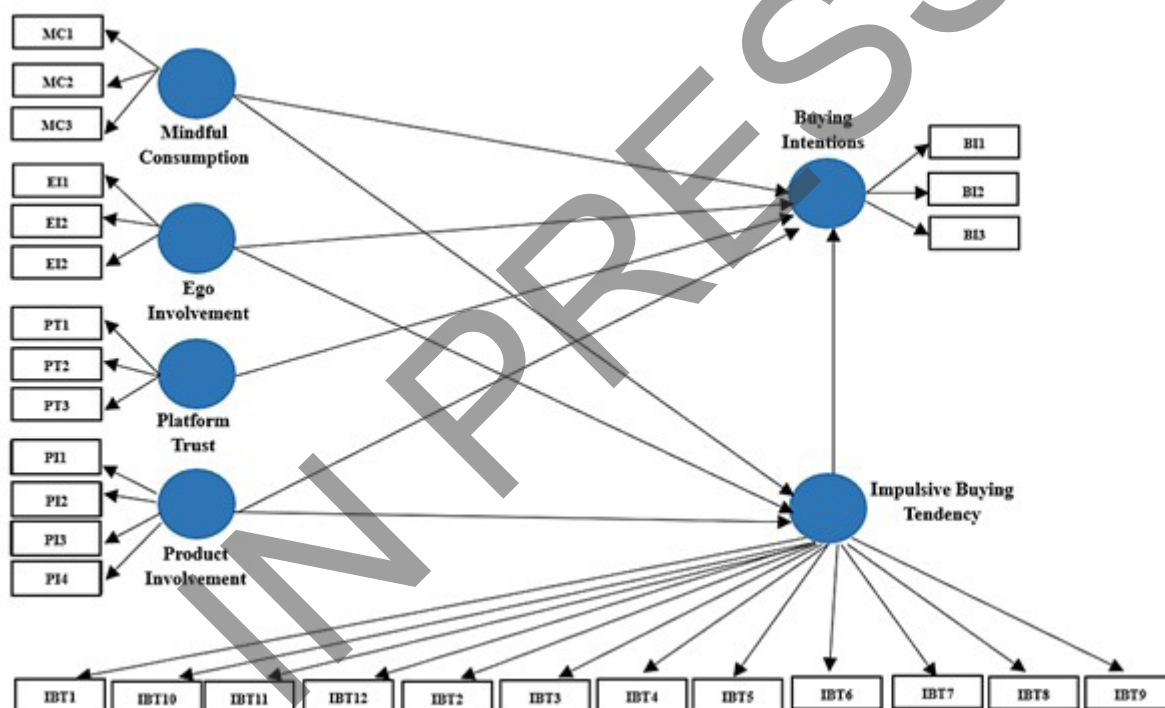 MC1
MC2
MC3
Mindful
Consumption
EI1
EI2
EI2
Ego
Involvement
PT1
PT2
PT3
Platform
Trust
PI1
PI2
PI3
PI4
Product
Involvement
Buying
Intentions
BI1
BI2
BI3
Impulsive Buying
Tendency
IBT1
IBT10
IBT11
IBT12
IBT2
IBT3
IBT4
IBT5
IBT6
IBT7
IBT8
IBT9
IN PRESS